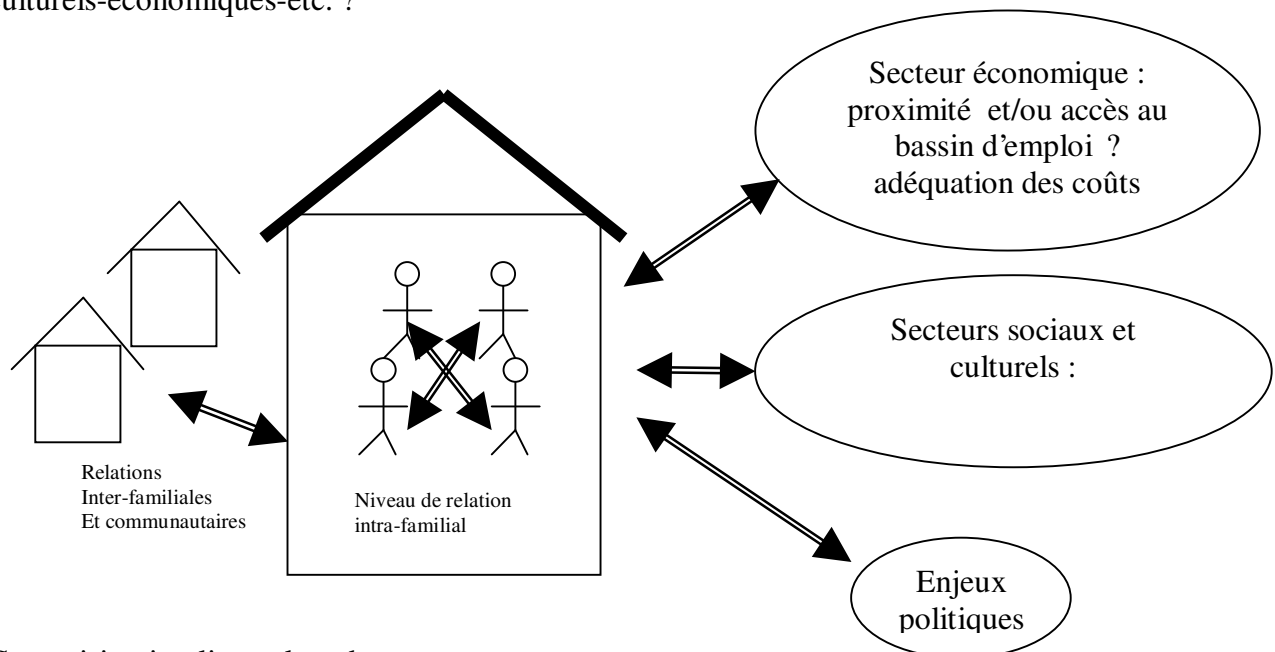 culturels-économiques-etc. ?
Secteur économique :
proximité et/ou accès au
bassin d’emploi ?
adéquation des coûts
Secteurs sociaux et
culturels :
Relations
Inter-familiales
Et communautaires
Niveau de relation
intra-familial
Enjeux
politiques